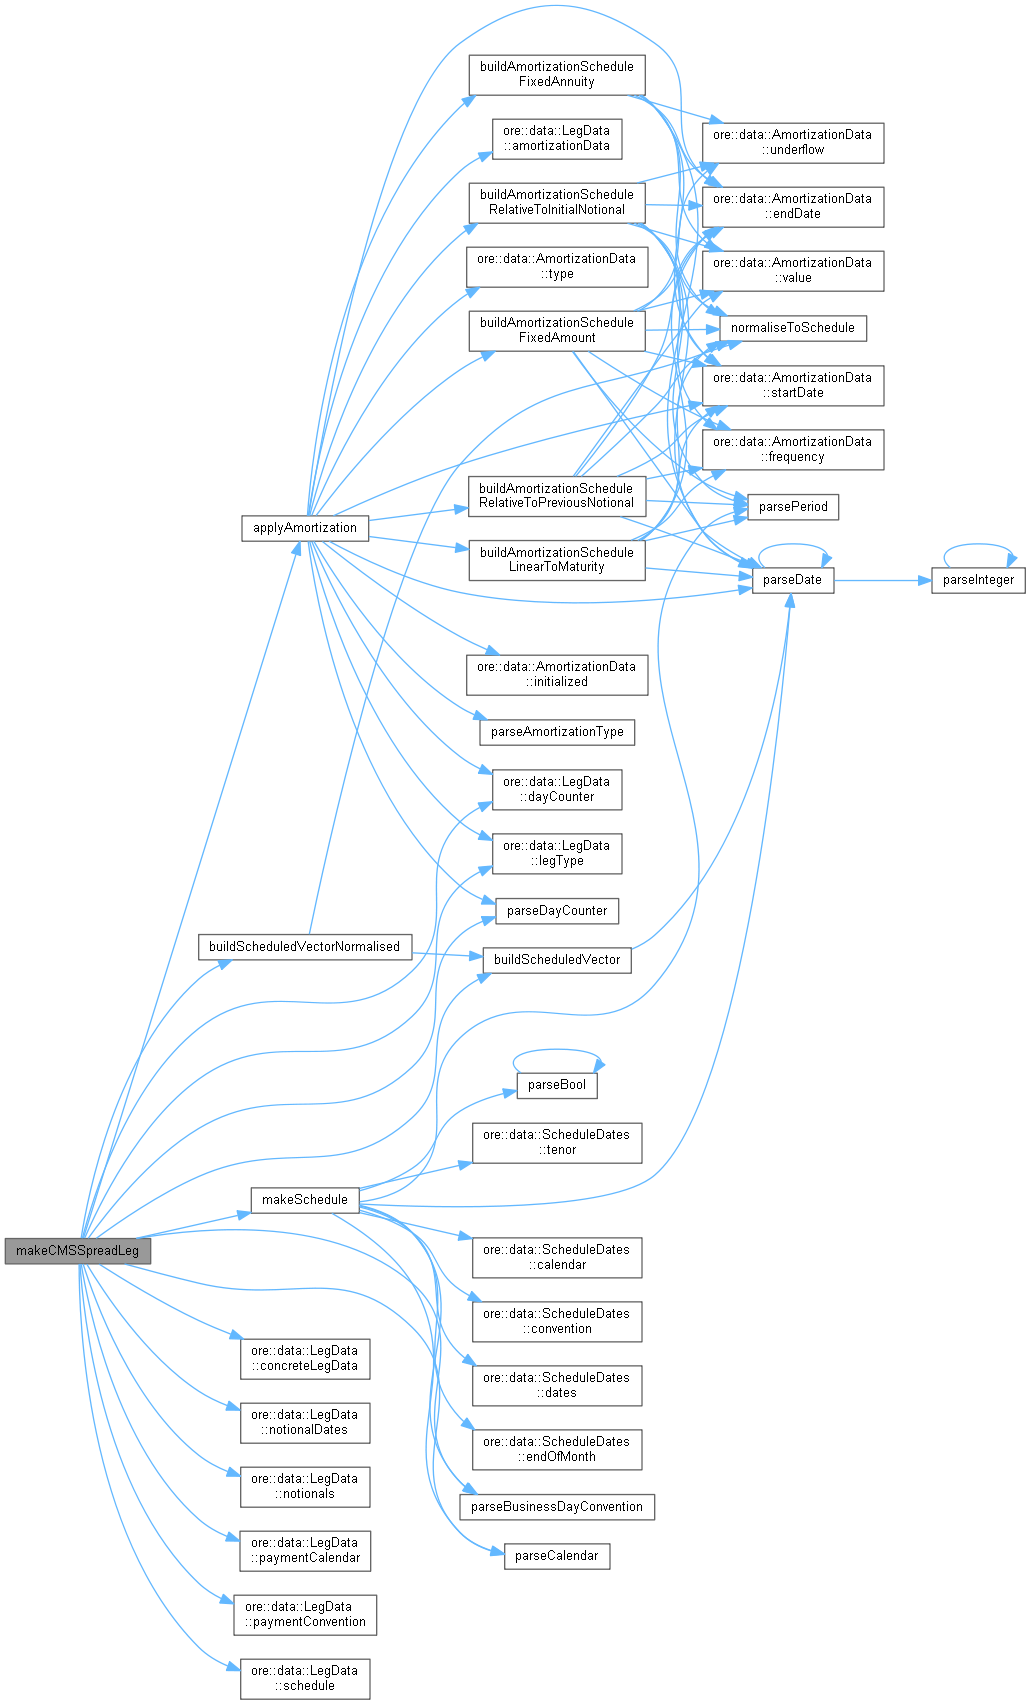 buildAmortizationSchedule
FixedAnnuity
ore::data::LegData
::amortizationData
buildAmortizationSchedule
RelativeToInitialNotional
ore::data::AmortizationData
::type
buildAmortizationSchedule
FixedAmount
ore::data::AmortizationData
::underflow
ore::data::AmortizationData
::endDate
ore::data::AmortizationData
::value
normaliseToSchedule
ore::data::AmortizationData
::startDate
ore::data::AmortizationData
::frequency
buildAmortizationSchedule
RelativeToPreviousNotional
parsePeriod
applyAmortization
buildAmortizationSchedule
LinearToMaturity
parseDate
parseInteger
ore::data::AmortizationData
::initialized
parseAmortizationType
ore::data::LegData
::dayCounter
ore::data::LegData
::legType
parseDayCounter
buildScheduledVectorNormalised
buildScheduledVector
parseBool
ore::data::ScheduleDates
::tenor
makeSchedule
makeCMSSpreadLeg
ore::data::ScheduleDates
::calendar
ore::data::ScheduleDates
::convention
ore::data::LegData
::concreteLegData
ore::data::ScheduleDates
::dates
ore::data::LegData
::notionalDates
ore::data::ScheduleDates
::endOfMonth
ore::data::LegData
::notionals
parseBusinessDayConvention
ore::data::LegData
::paymentCalendar
parseCalendar
ore::data::LegData
::paymentConvention
ore::data::LegData
::schedule